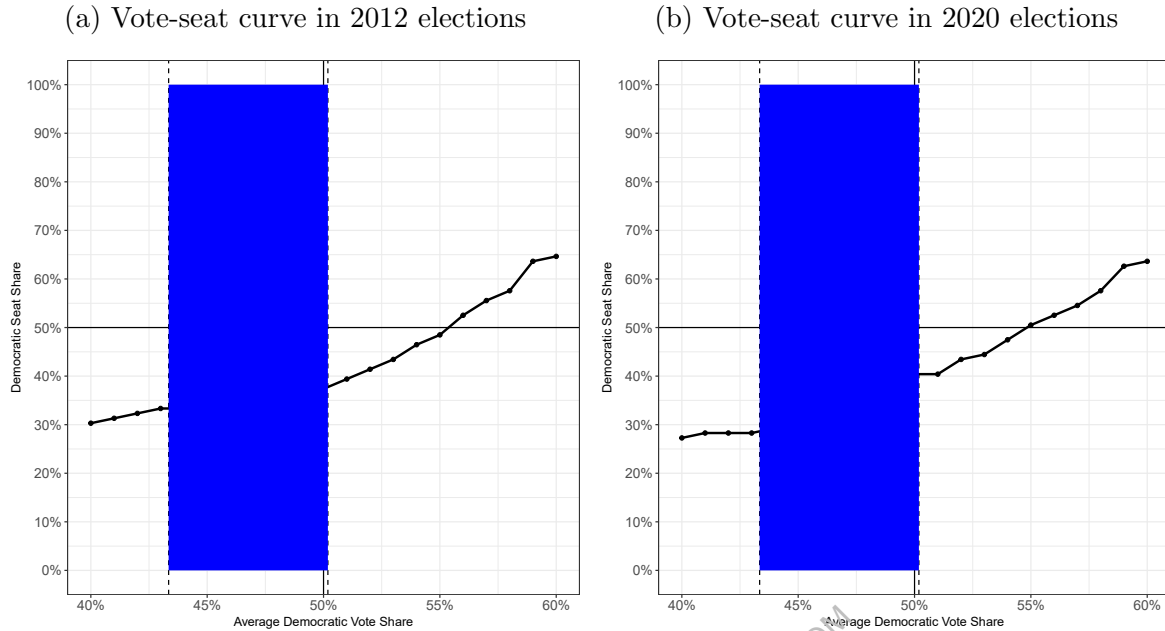 (a) Vote-seat curve in 2012 elections
100%
90%
80%
70%
60%
50%
40%
30%
20%
10%
0%
Democratic Seat Share
40% 45% 50% 55% 60%
Average Democratic Vote Share
(b) Vote-seat curve in 2020 elections
100%
90%
80%
70%
60%
50%
40%
30%
20%
10%
0%
Democratic Seat Share
40% 45% 50% 55% 60%
Average Democratic Vote Share